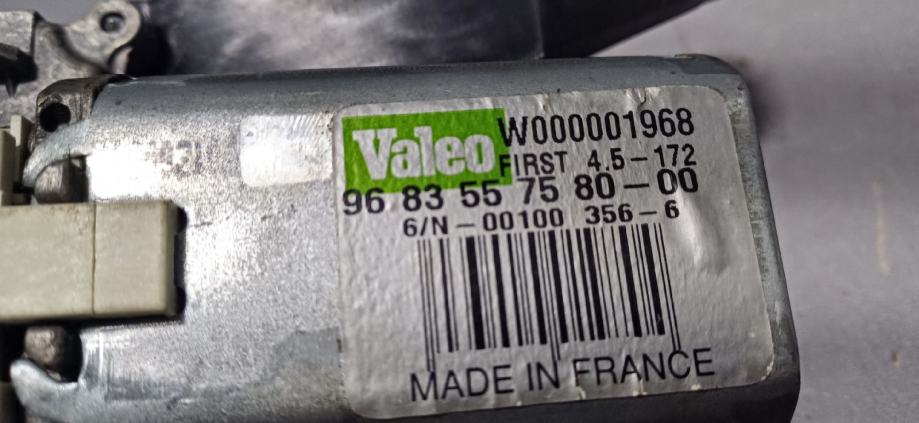 Valeo W000001968
FIRST 4.5-172
96 83 55 75 80-00
6/N-00100 356-6
MADE IN FRANCE